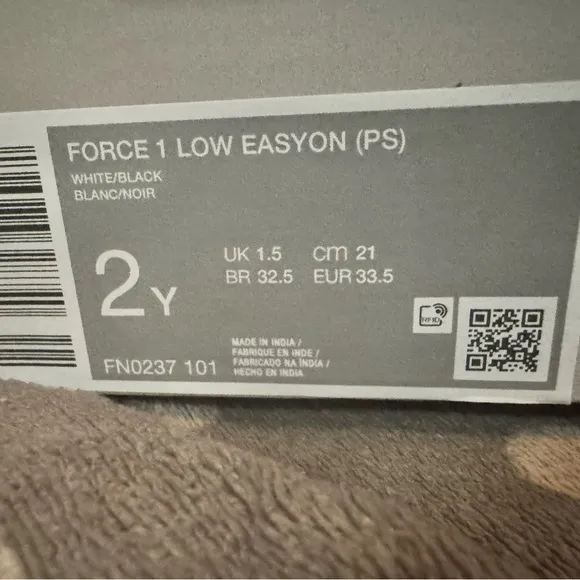 FORCE 1 LOW EASYON (PS)
WHITE/BLACK
BLANC/NOIR
2Y
UK 1.5 cm 21
BR 32.5 EUR 33.5
RFID
FN0237 101
MADE IN INDIA /
FABRIQUE EN INDE /
FABRICADO NA ÍNDIA /
HECHO EN INDIA